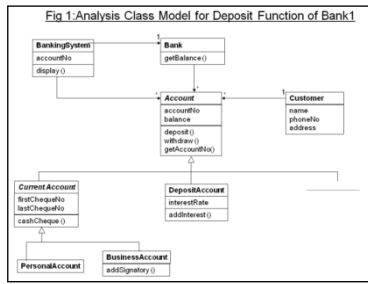 Fig 1:Analysis Class Model for Deposit Function of Bank1
BankingSystem
accountNo
display()
1
Bank
getBalance()
*
*
Account
accountNo
balance
deposit()
withdraw()
getAccountNo()
*
1
Customer
name
phoneNo
address
CurrentAccount
firstChequeNo
lastChequeNo
cashCheque()
DepositAccount
interestRate
addInterest()
PersonalAccount
BusinessAccount
addSignatory()